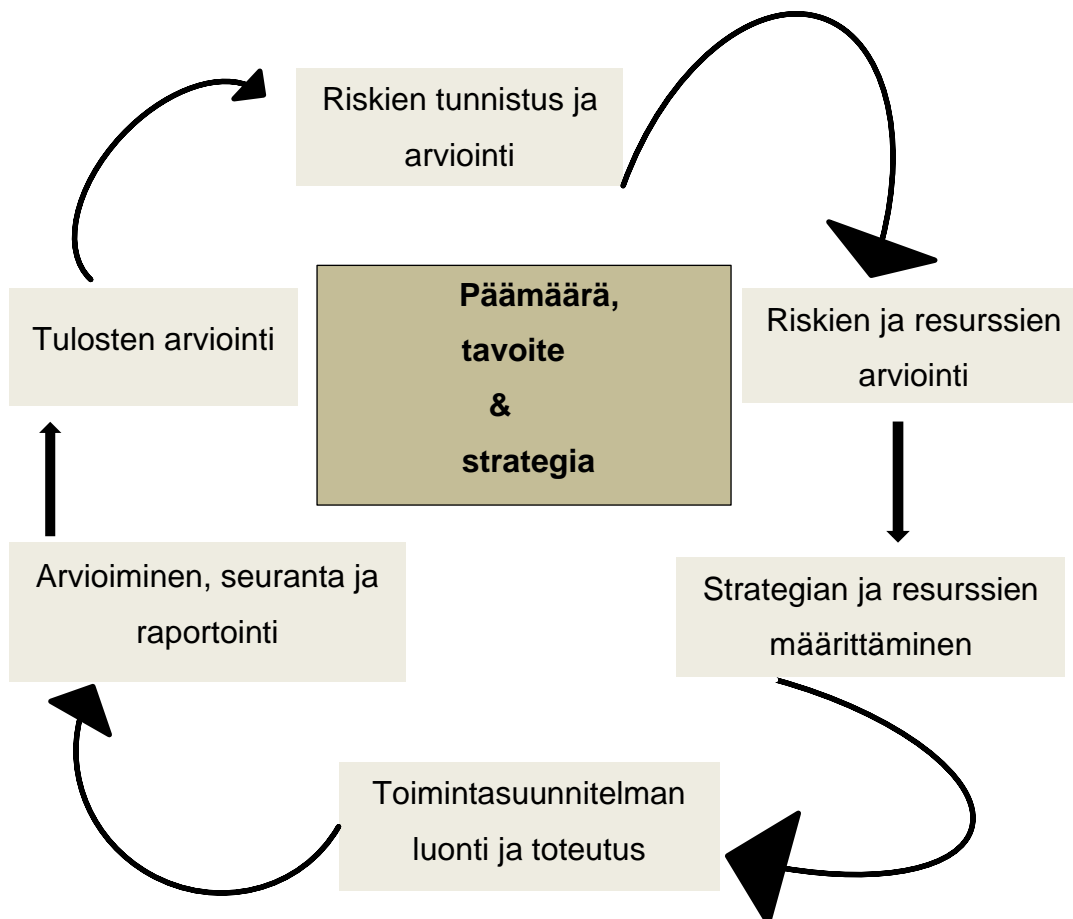 Riskien tunnistus ja
arviointi
Päämäärä,
tavoite
&
strategia
Tulosten arviointi
Riskien ja resurssien
arviointi
Arvioiminen, seuranta ja
raportointi
Strategian ja resurssien
määrittäminen
Toimintasuunnitelman
luonti ja toteutus